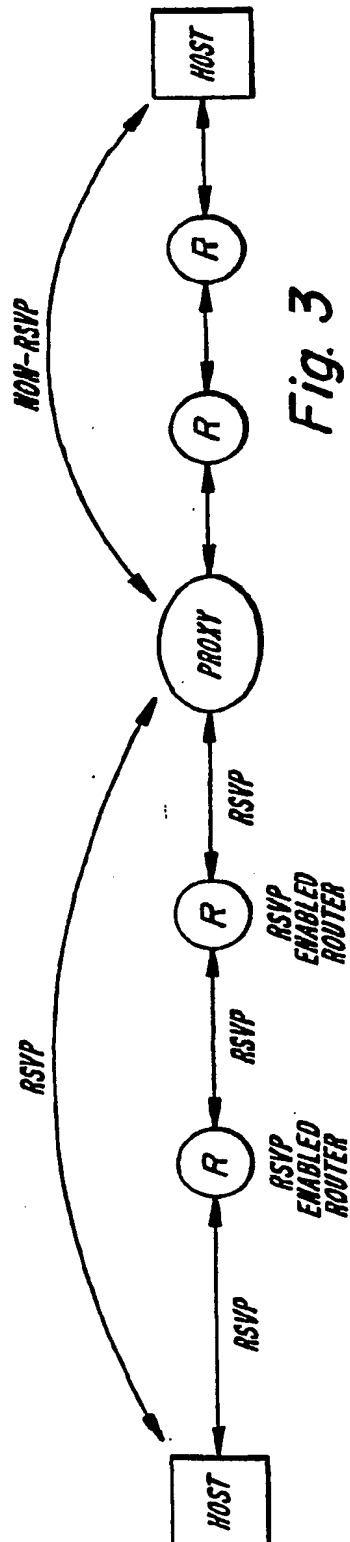 RSVP
NON-RSVP
HOST
RSVP
R
RSVP
R
RSVP
PROXY
R
R
HOST
RSVP
ENABLED
ROUTER
RSVP
ENABLED
ROUTER
Fig. 3